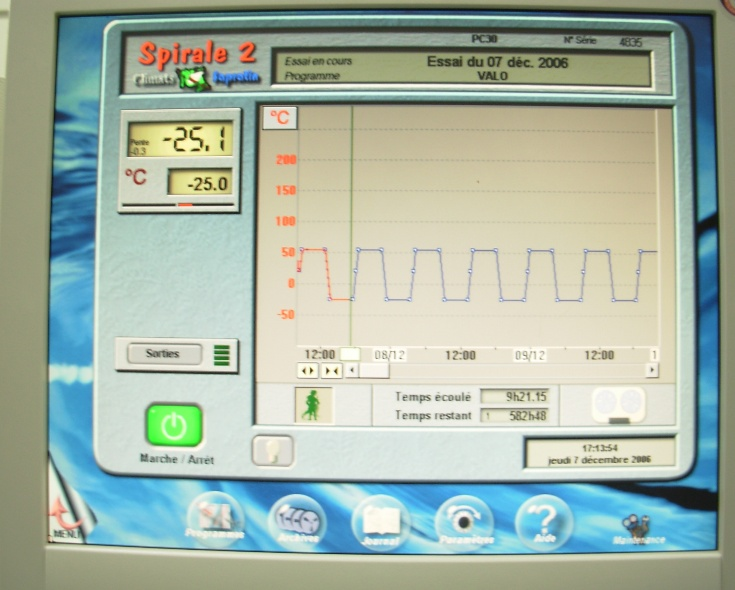 PC30 N° Série 4835
Spirale 2
Climats Suprofin
Essai en cours Essai du 07 déc. 2006
Programme VALO
Pente
-0.3
-25.1
°C -25.0
°C
200
150
100
50
0
-50
12:00 08/12 12:00 09/12 12:00 1
Sorties
Temps écoulé 9h21.15
Temps restant 582h48
Marche / Arrêt
17:13:54
jeudi 7 décembre 2006
MENU
Programme Archives Journal Paramètres Aide Maintenance